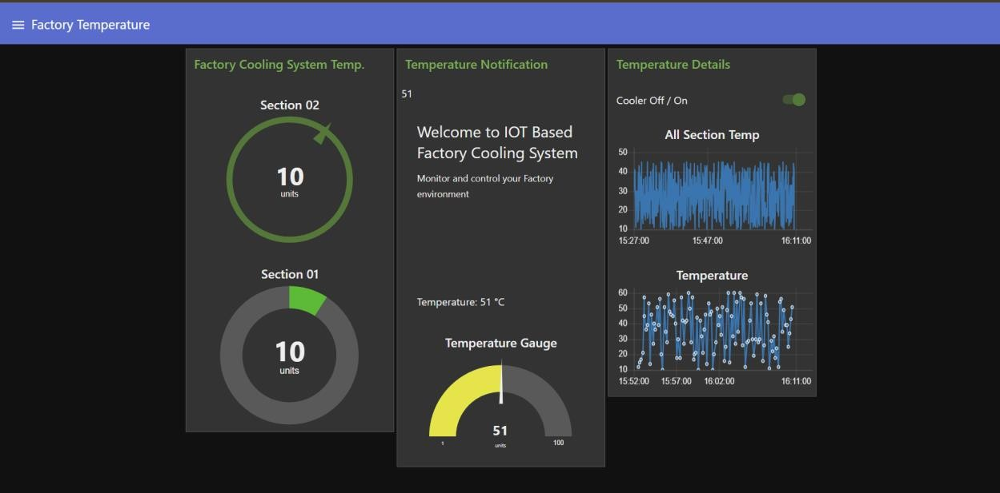 Factory Temperature
Factory Cooling System Temp.
Section 02
10
units
Section 01
10
units
Temperature Notification
51
Welcome to IOT Based
Factory Cooling System
Monitor and control your Factory
environment
Temperature: 51 °C
Temperature Gauge
51
units
1
100
Temperature Details
Cooler Off / On
All Section Temp
50
40
30
20
10
15:27:00 15:47:00 16:11:00
Temperature
60
50
40
30
20
10
15:52:00 15:57:00 16:02:00 16:11:00